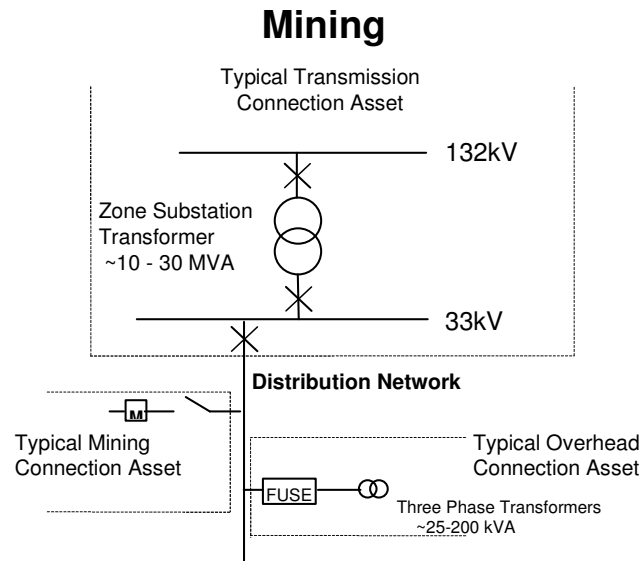 Mining
Typical Transmission
Connection Asset
132kV
Zone Substation
Transformer
~10 - 30 MVA
33kV
Distribution Network
M
Typical Mining
Connection Asset
Typical Overhead
Connection Asset
FUSE
Three Phase Transformers
~25-200 kVA